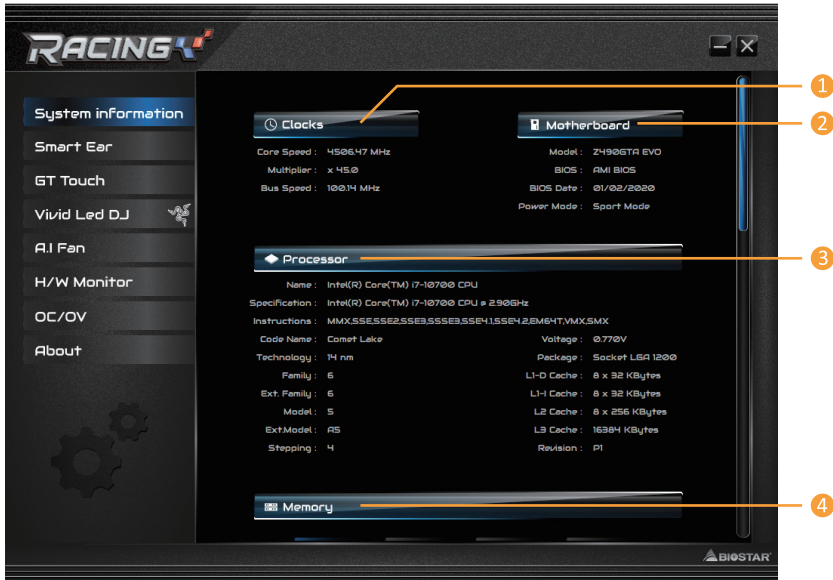 RACING
System information
Smart Ear
GT Touch
Vivid Led DJ
A.I Fan
H/W Monitor
OC/OV
About
Clocks
Core Speed : 4506.47 MHz
Multiplier : x 45.0
Bus Speed : 100.14 MHz
Motherboard
Model : Z490GTA EVO
BIOS : AMI BIOS
BIOS Date : 01/02/2020
Power Mode : Sport Mode
Processor
Name : Intel(R) Core(TM) i7-10700 CPU
Specification : Intel(R) Core(TM) i7-10700 CPU @ 2.90GHz
Instructions : MMX,SSE,SSE2,SSE3,SSSE3,SSE4.1,SSE4.2,EM64T,VMX,SMX
Code Name : Comet Lake
Technology : 14 nm
Family : 6
Ext. Family : 6
Model : 5
Ext.Model : A5
Stepping : 4
Voltage : 0.770V
Package : Socket LGA 1200
L1-D Cache : 8 x 32 KBytes
L1-I Cache : 8 x 32 KBytes
L2 Cache : 8 x 256 KBytes
L3 Cache : 16384 KBytes
Revision : P1
Memory
BIOSTAR
1
2
3
4